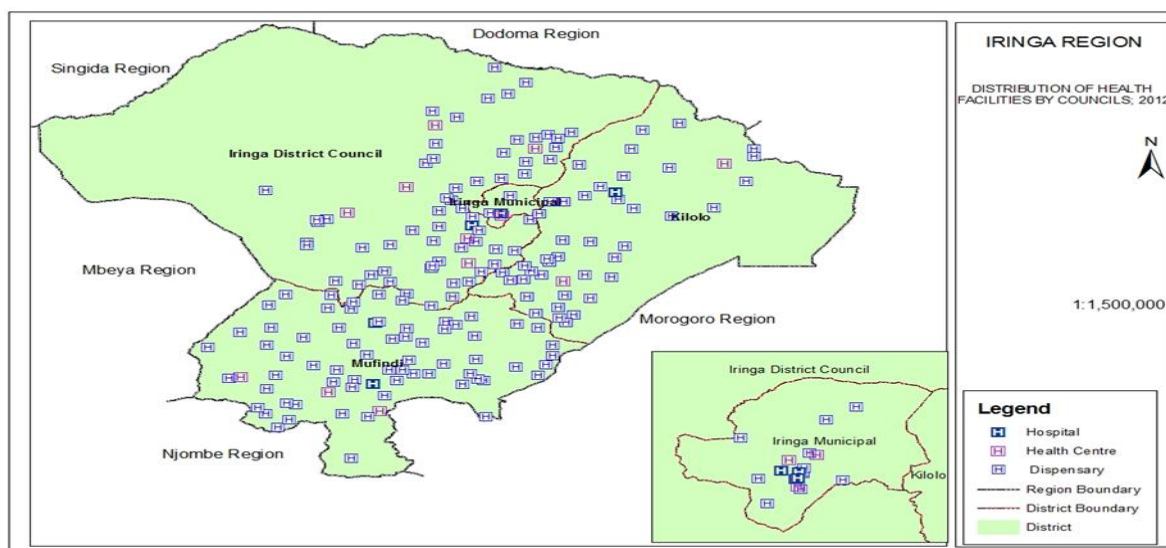 Dodoma Region
Singida Region
Iringa District Council
Iringa Municipal
Kilolo
Mbeya Region
Morogoro Region
Mufindi
Njombe Region
Iringa District Council
Iringa Municipal
Kilolo
IRINGA REGION
DISTRIBUTION OF HEALTH
FACILITIES BY COUNCILS; 2012
N
1:1,500,000
Legend
H Hospital
H Health Centre
H Dispensary
Region Boundary
District Boundary
District